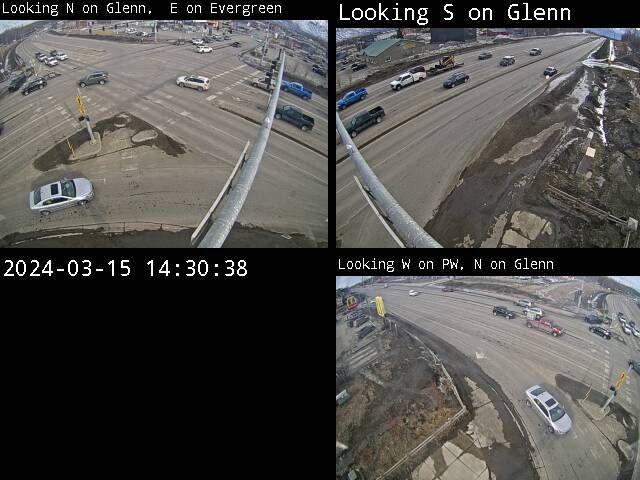 Looking N on Glenn, E on Evergreen
Looking S on Glenn
2024-03-15 14:30:38
Looking W on PW, N on Glenn